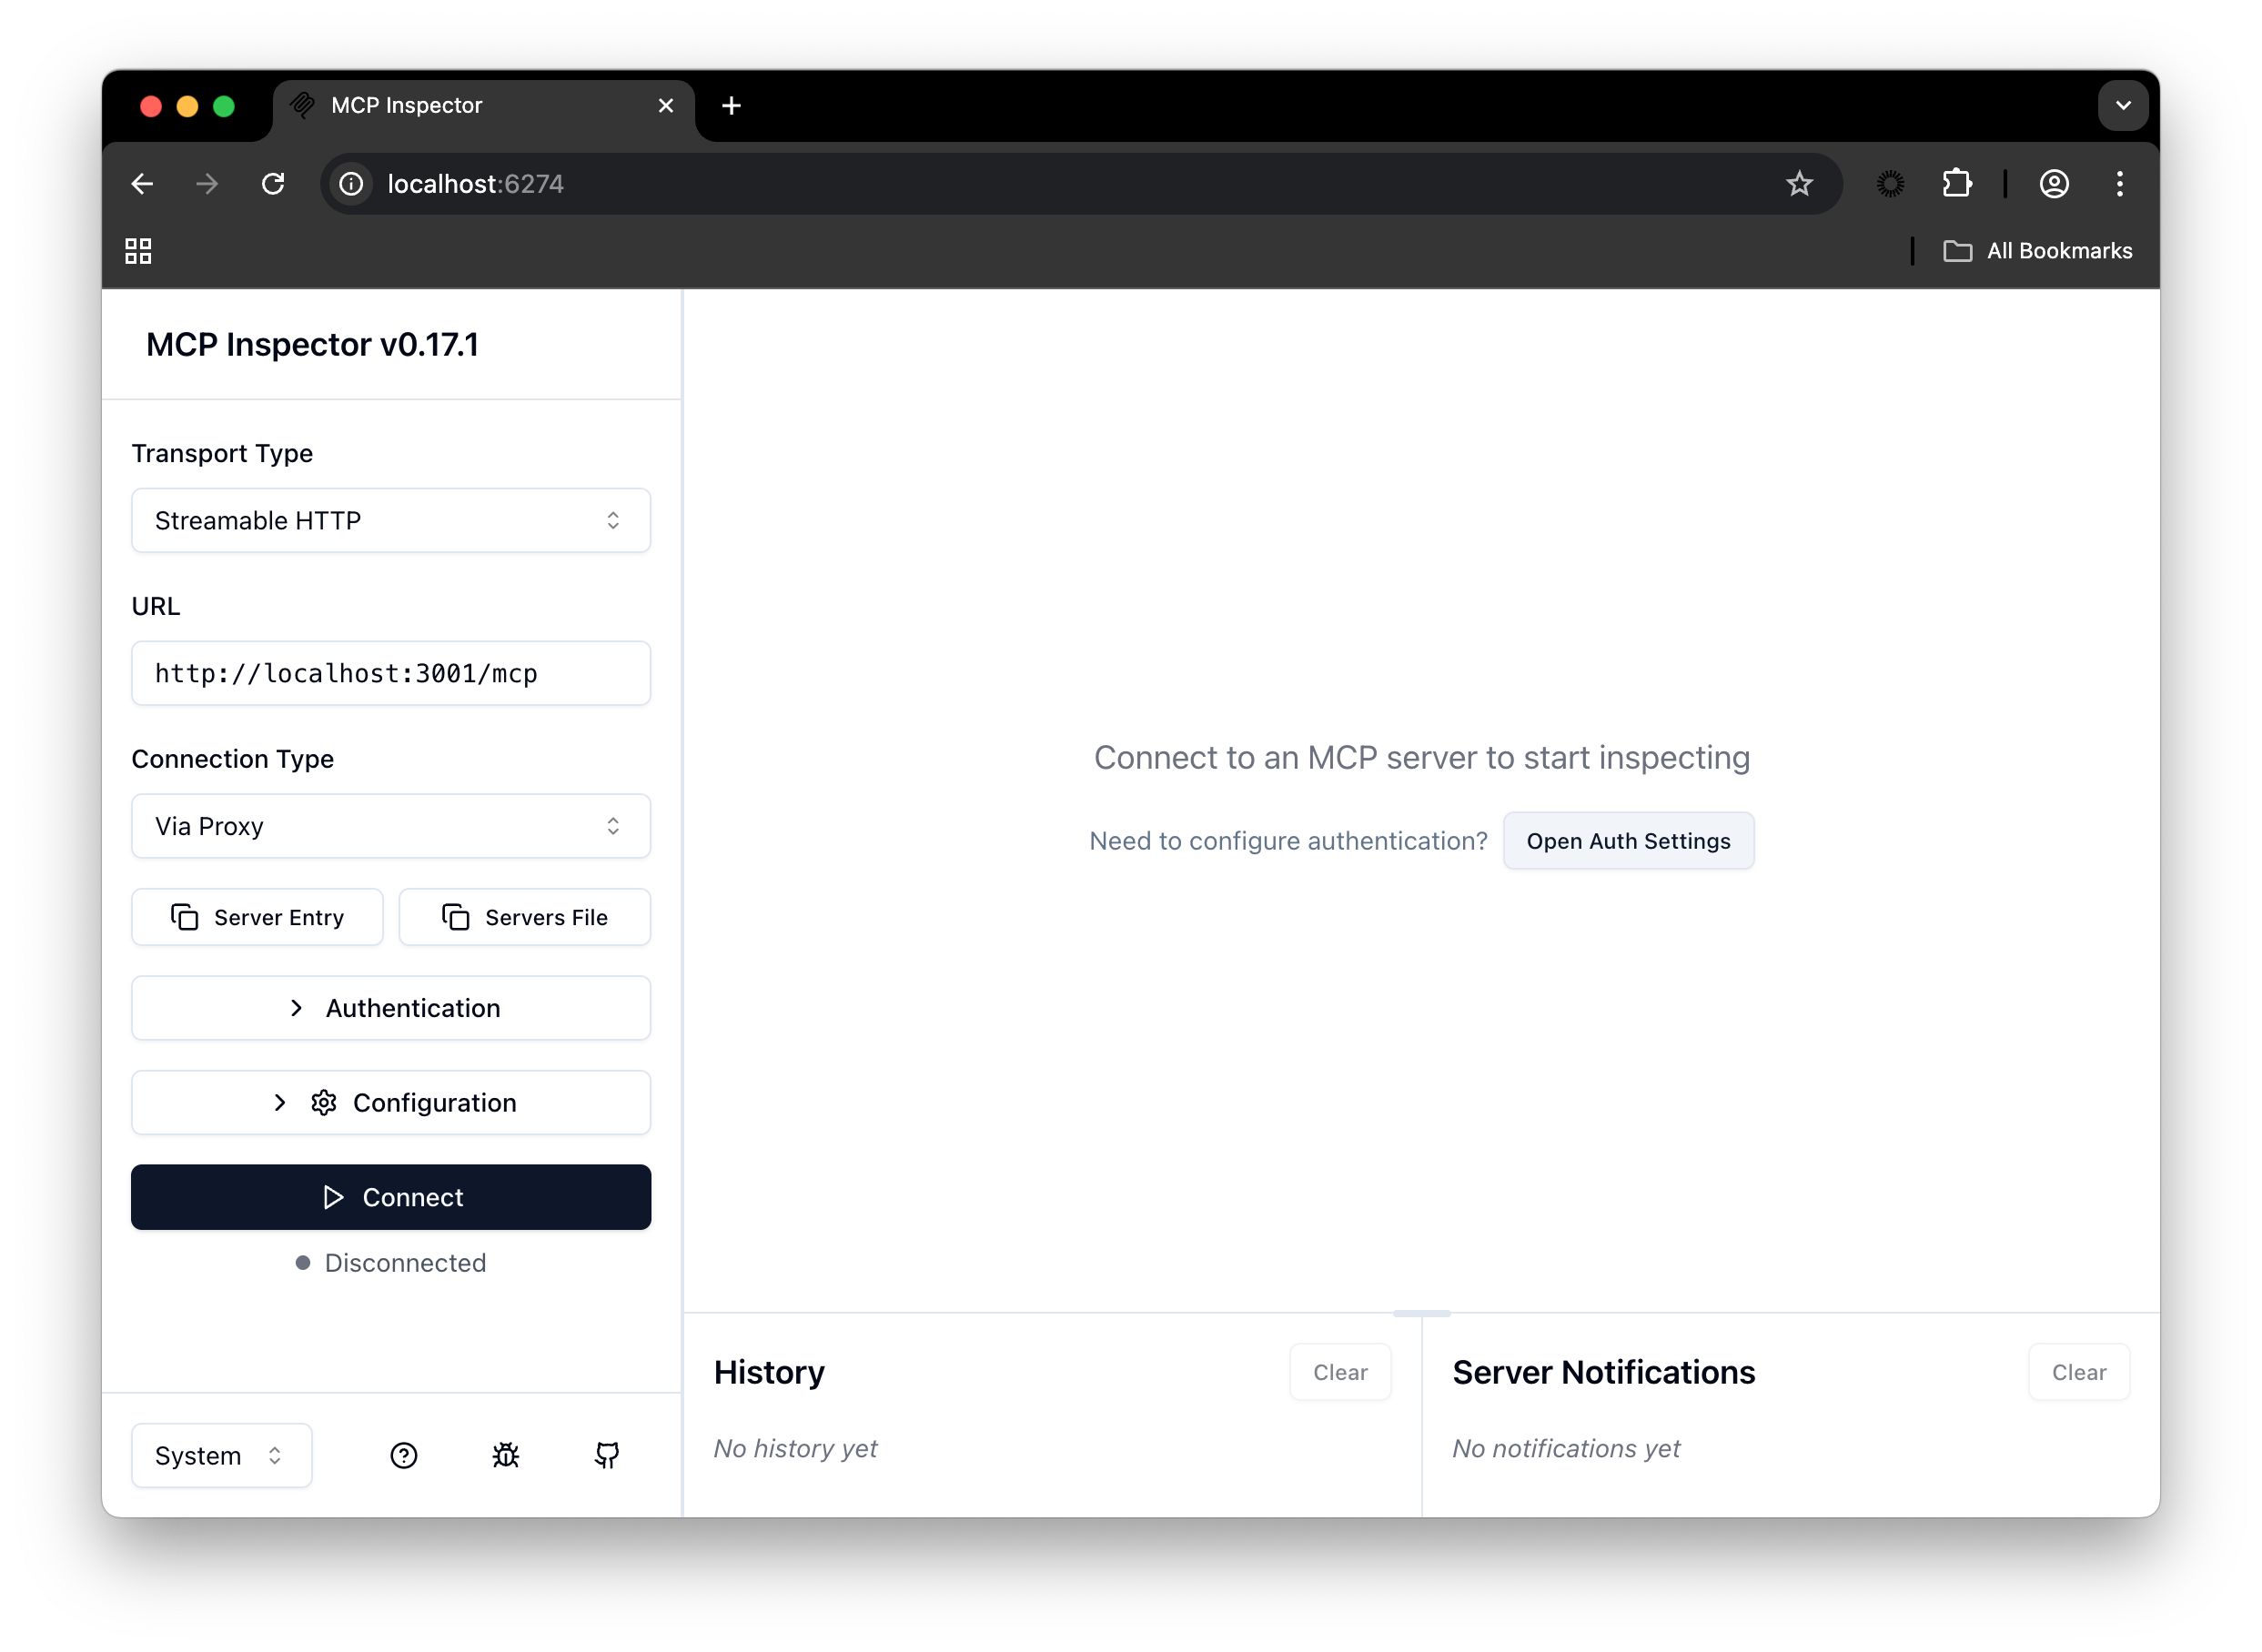 MCP Inspector
localhost:6274
All Bookmarks
MCP Inspector v0.17.1
Transport Type
Streamable HTTP
URL
http://localhost:3001/mcp
Connection Type
Via Proxy
Server Entry
Servers File
Authentication
Configuration
Connect
Disconnected
System
Connect to an MCP server to start inspecting
Need to configure authentication? Open Auth Settings
History
Clear
No history yet
Server Notifications
Clear
No notifications yet